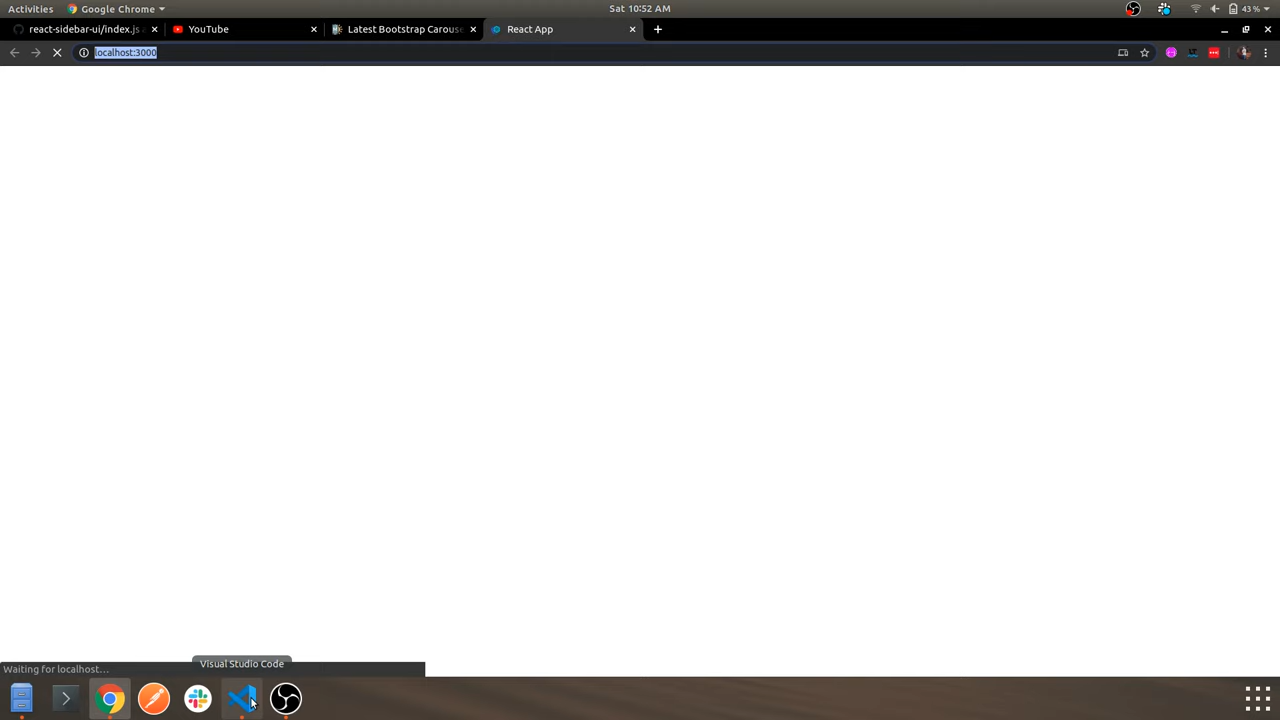 Activities
Google Chrome
Sat 10:52 AM
43%
react-sidebar-ui/index.js
YouTube
Latest Bootstrap Carouse
React App
localhost:3000
Waiting for localhost...
Visual Studio Code